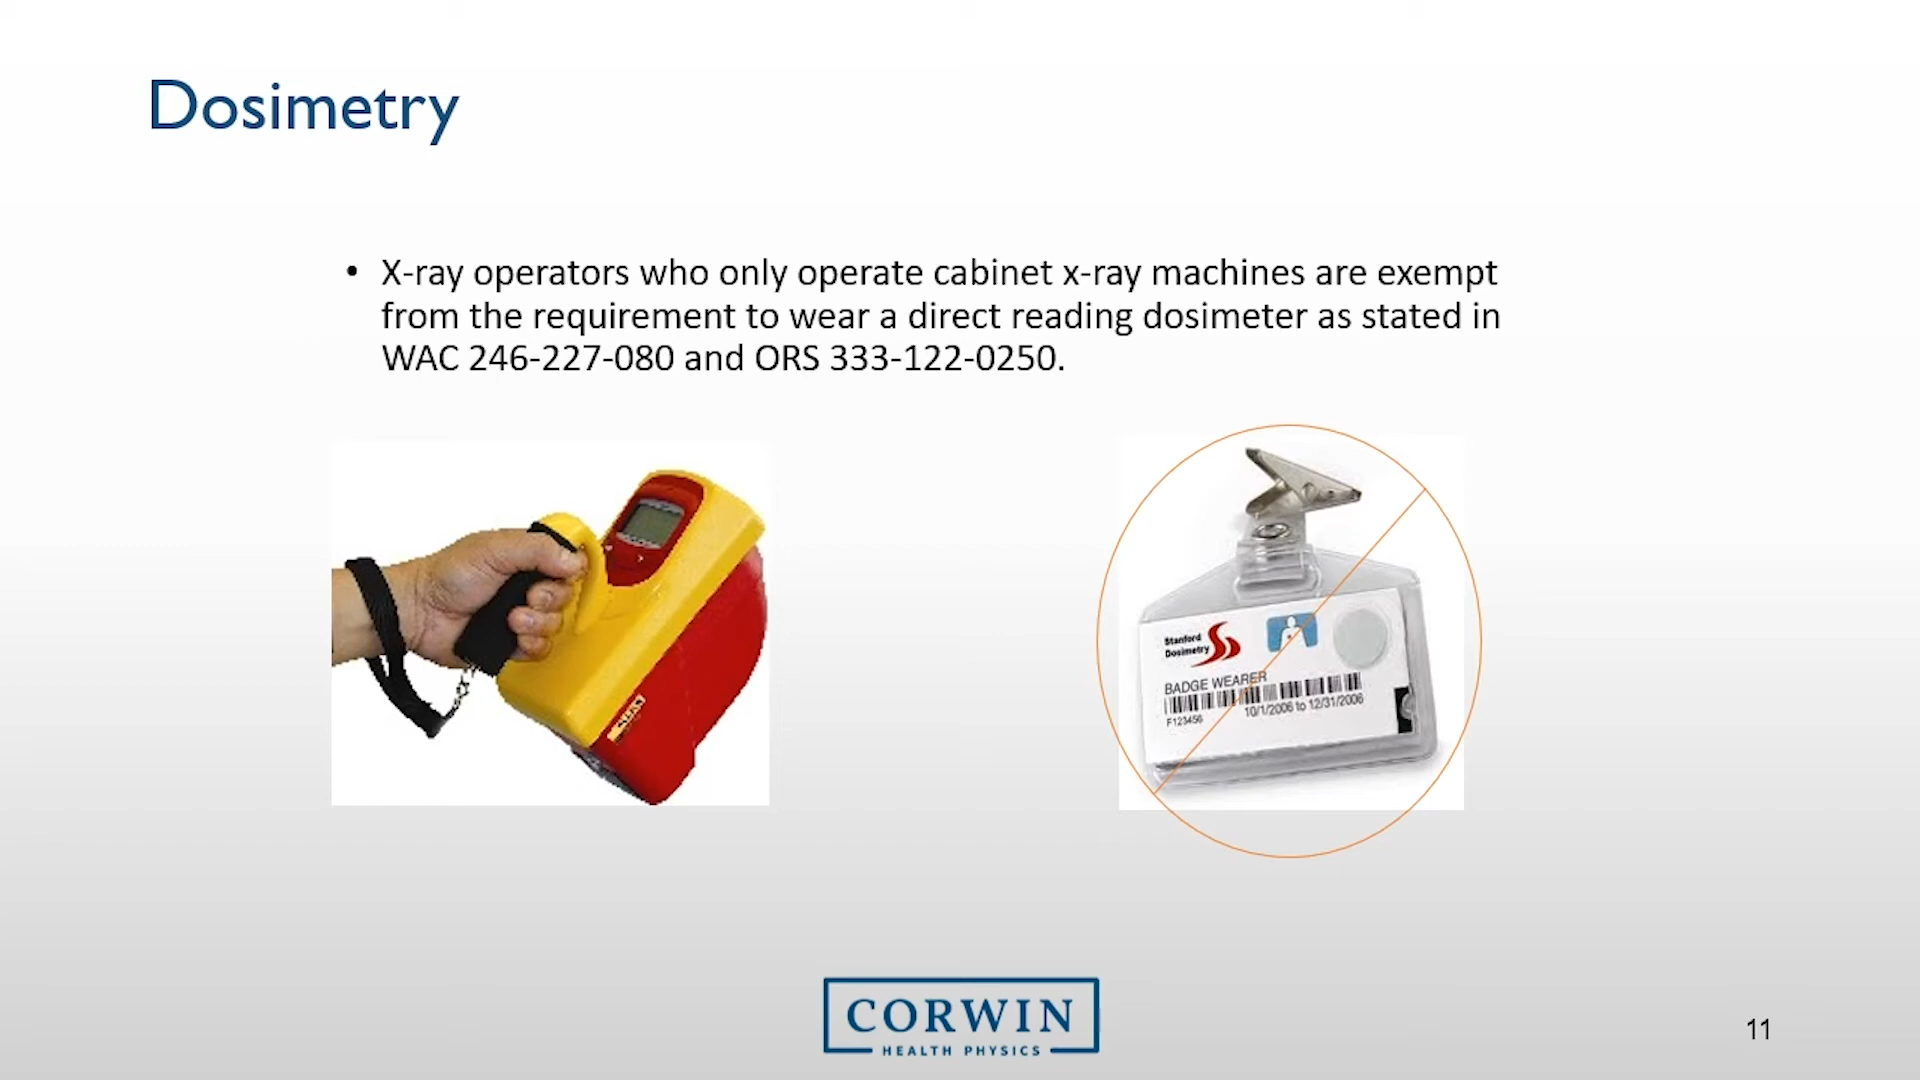 Dosimetry
• X-ray operators who only operate cabinet x-ray machines are exempt
from the requirement to wear a direct reading dosimeter as stated in
WAC 246-227-080 and ORS 333-122-0250.
Stanford
Dosimetry
BADGE WEARER
F123456
10/1/2006 to 12/31/2006
CORWIN
HEALTH PHYSICS
11